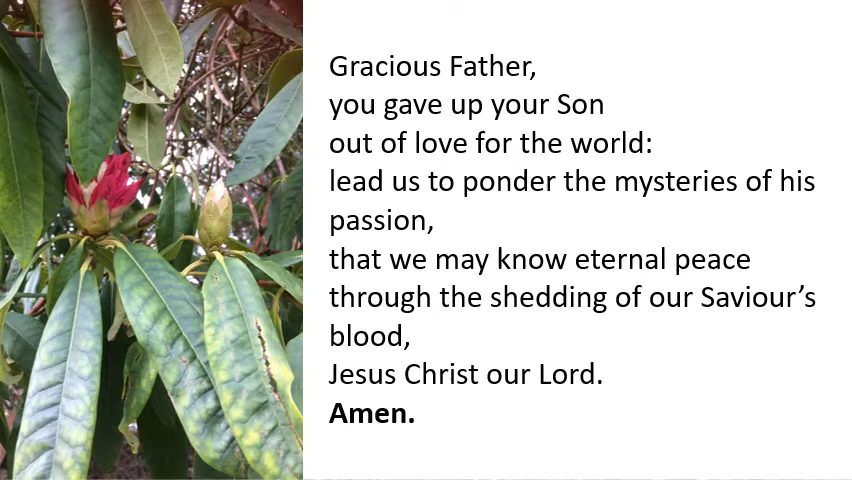 Gracious Father,
you gave up your Son
out of love for the world:
lead us to ponder the mysteries of his
passion,
that we may know eternal peace
through the shedding of our Saviour’s
blood,
Jesus Christ our Lord.
Amen.